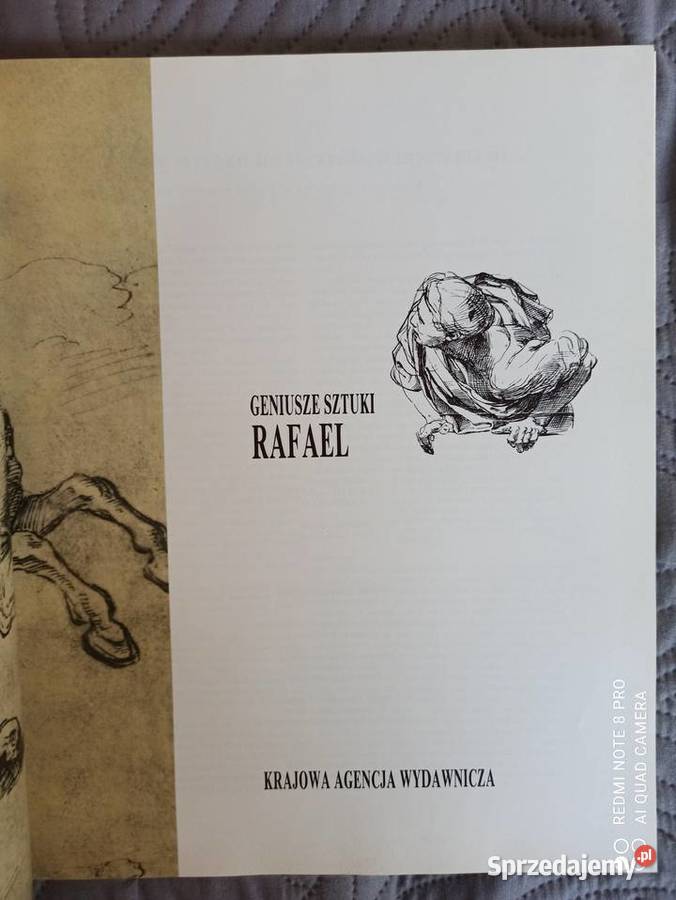 GENIUSZE SZTUKI
RAFAEL
KRAJOWA AGENCJA WYDAWNICZA
REDMI NOTE 8 PRO
AI QUAD CAMERA
Sprzedajemy.pl